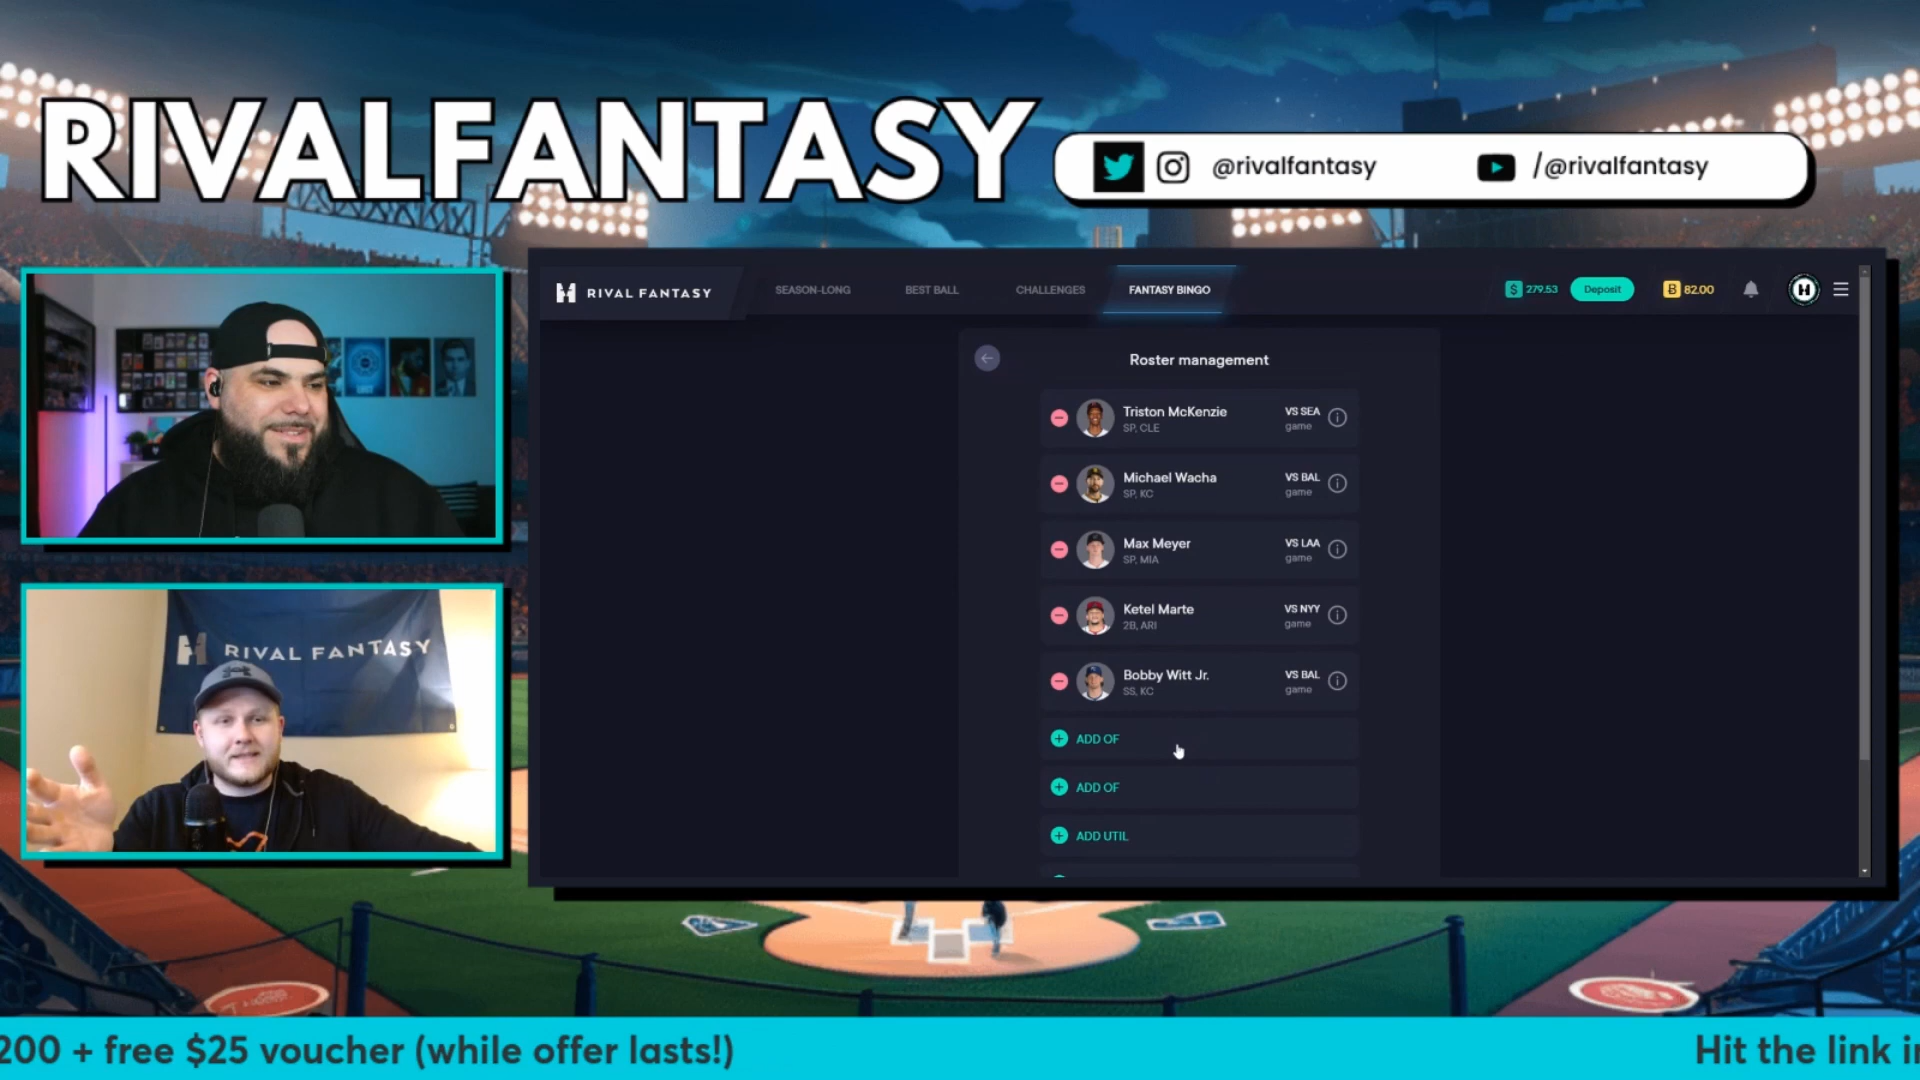 RIVALFANTASY
@rivalfantasy
/@rivalfantasy
RIVAL FANTASY
SEASON-LONG
BEST BALL
CHALLENGES
FANTASY BINGO
$ 279.53
Deposit
B 82.00
Roster management
Triston McKenzie
SP, CLE
VS SEA
game
Michael Wacha
SP, KC
VS BAL
game
Max Meyer
SP, MIA
VS LAA
game
Ketel Marte
2B, ARI
VS NYY
game
Bobby Witt Jr.
SS, KC
VS BAL
game
ADD OF
ADD OF
ADD UTIL
RIVAL FANTASY
200 + free $25 voucher (while offer lasts!)
Hit the link in